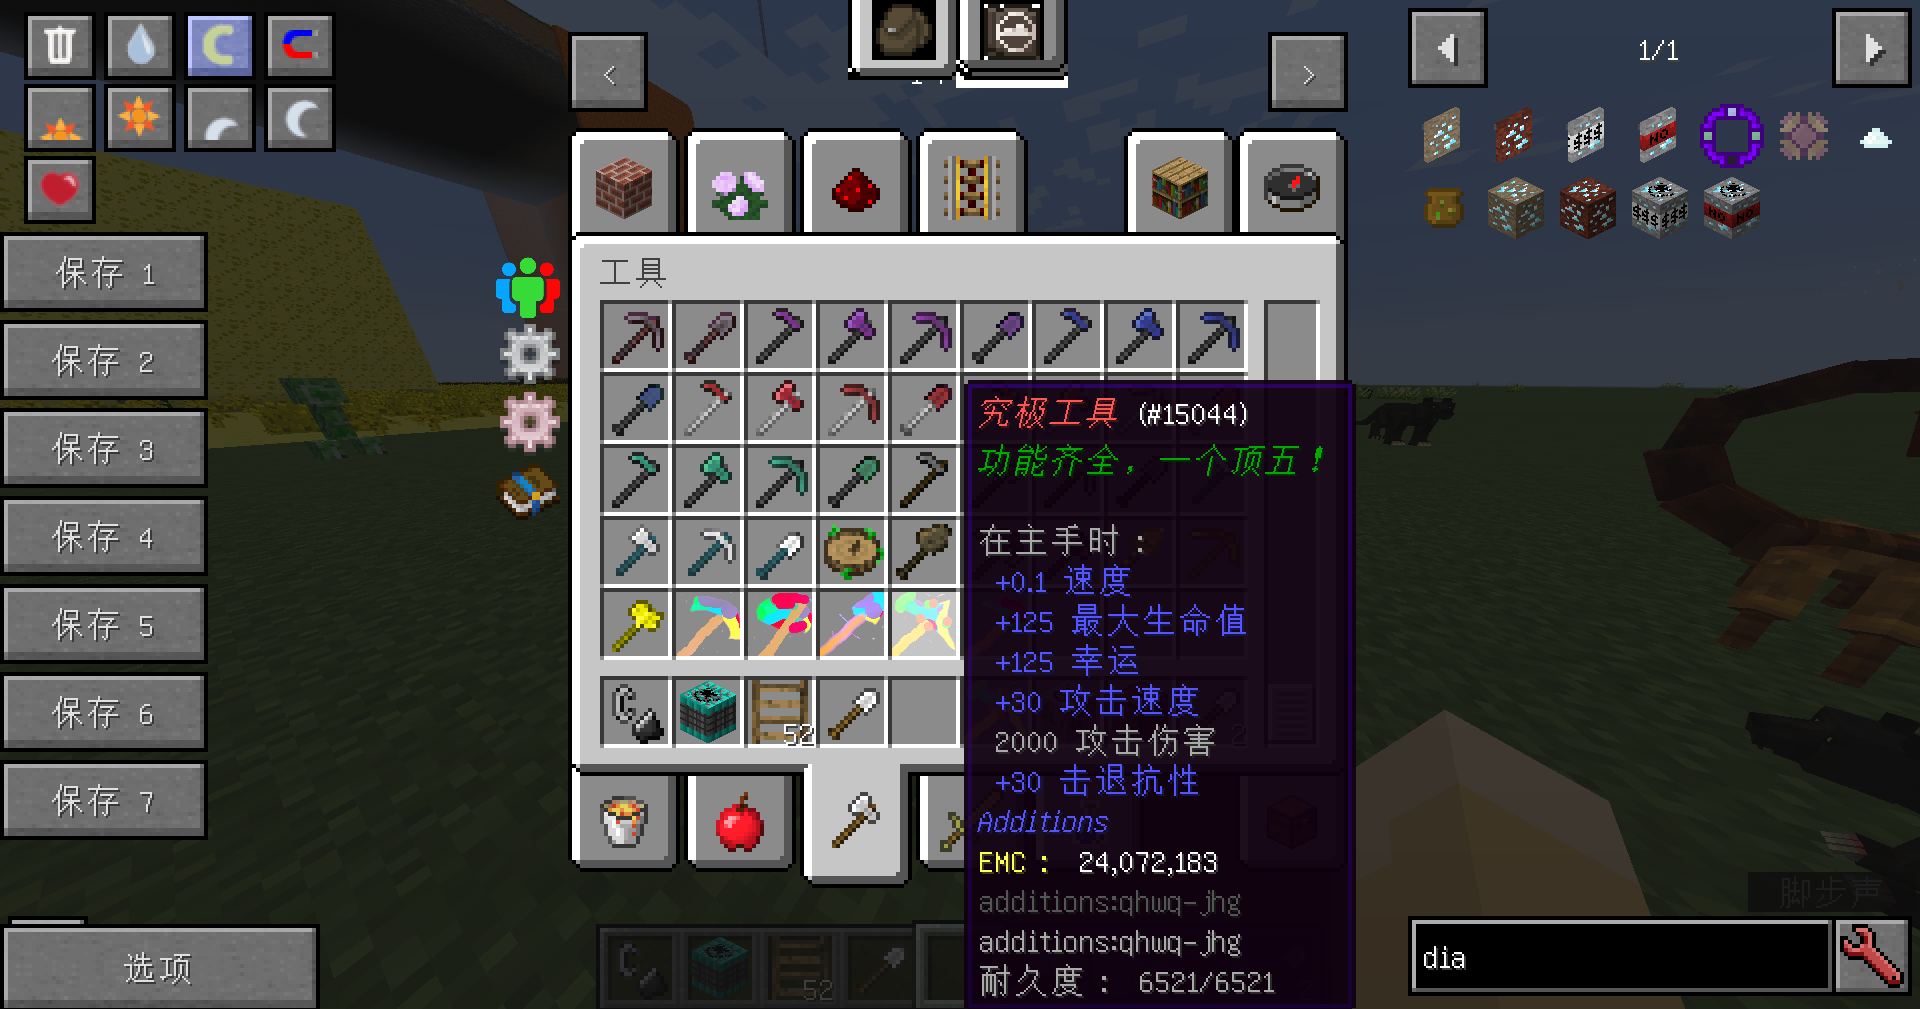 1/1
<
>
保存 1
保存 2
保存 3
保存 4
保存 5
保存 6
保存 7
选项
工具
52
究极工具 (#15044)
功能齐全，一个顶五！
在主手时：
+0.1 速度
+125 最大生命值
+125 幸运
+30 攻击速度
2000 攻击伤害
+30 击退抗性
Additions
EMC： 24,072,183
additions:qhwq-jhg
additions:qhwq-jhg
耐久度： 6521/6521
52
脚步声
dia